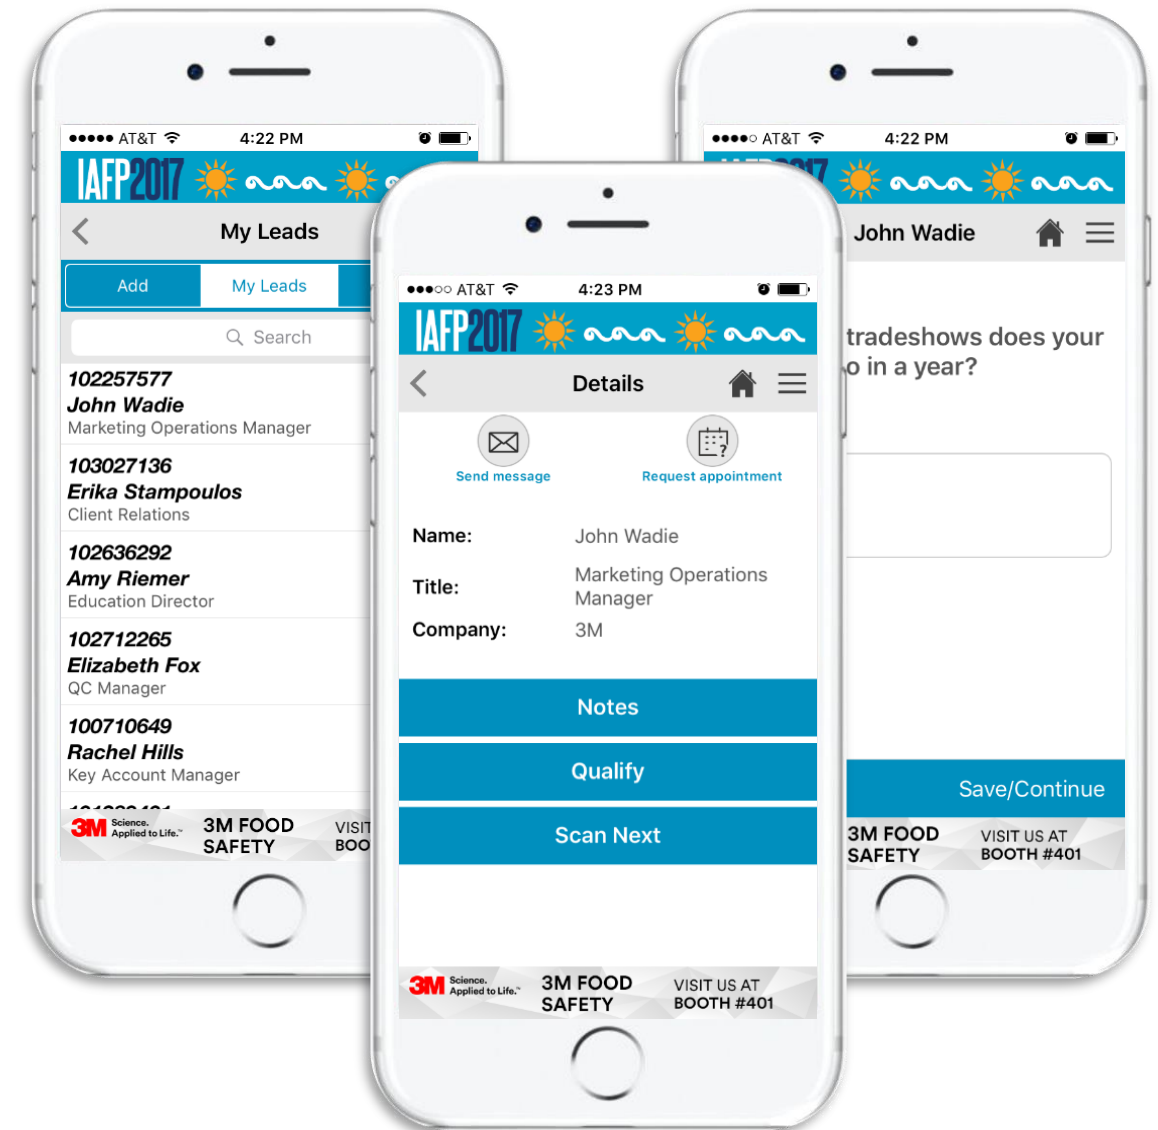 AT&T 4:22 PM
IAFP2017
My Leads
Add My Leads
Search
102257577
John Wadie
Marketing Operations Manager
103027136
Erika Stampoulos
Client Relations
102636292
Amy Riemer
Education Director
102712265
Elizabeth Fox
QC Manager
100710649
Rachel Hills
Key Account Manager
3M Science.
Applied to Life.™
3M FOOD
SAFETY
VISIT
BOO
AT&T 4:23 PM
IAFP2017
Details
Send message Request appointment
Name: John Wadie
Title: Marketing Operations
Manager
Company: 3M
Notes
Qualify
Scan Next
3M Science.
Applied to Life.™
3M FOOD
SAFETY
VISIT US AT
BOOTH #401
AT&T 4:22 PM
John Wadie
tradeshows does your
o in a year?
Save/Continue
3M FOOD
SAFETY
VISIT US AT
BOOTH #401